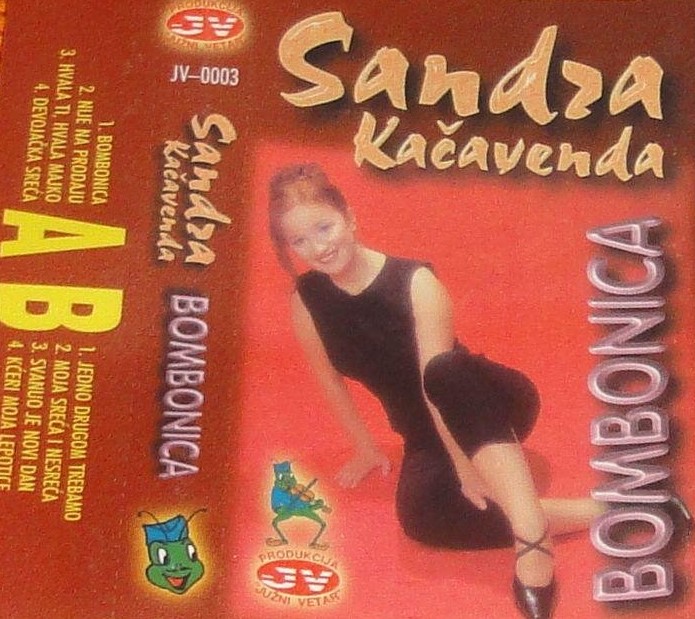 PRODUKCIJA
JV
"JUŽNI VETAR"
JV-0003
Sandra
Kačavenda
BOMBONICA
A
1. BOMBONICA
2. NIJE NA PRODAJU
3. HVALA TI, HVALA MAJKO
4. DEVOJAČKA SREĆA
B
1. JEDNO DRUGOM TREBAMO
2. MOJA SREĆA I NESREĆA
3. SVANUO JE NOVI DAN
4. KĆERI MOJA LEPOTICE
Sandra
Kačavenda
BOMBONICA
PRODUKCIJA
JV
"JUŽNI VETAR"